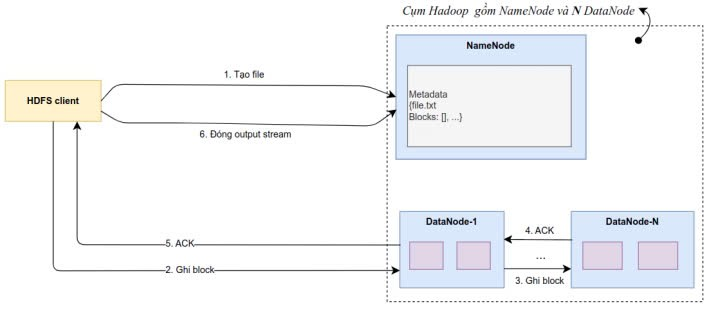 Cụm Hadoop gồm NameNode và N DataNode
NameNode
1. Tạo file
HDFS client
Metadata
{file.txt
Blocks: [], ...}
6. Đóng output stream
DataNode-1
DataNode-N
4. ACK
5. ACK
...
2. Ghi block
3. Ghi block